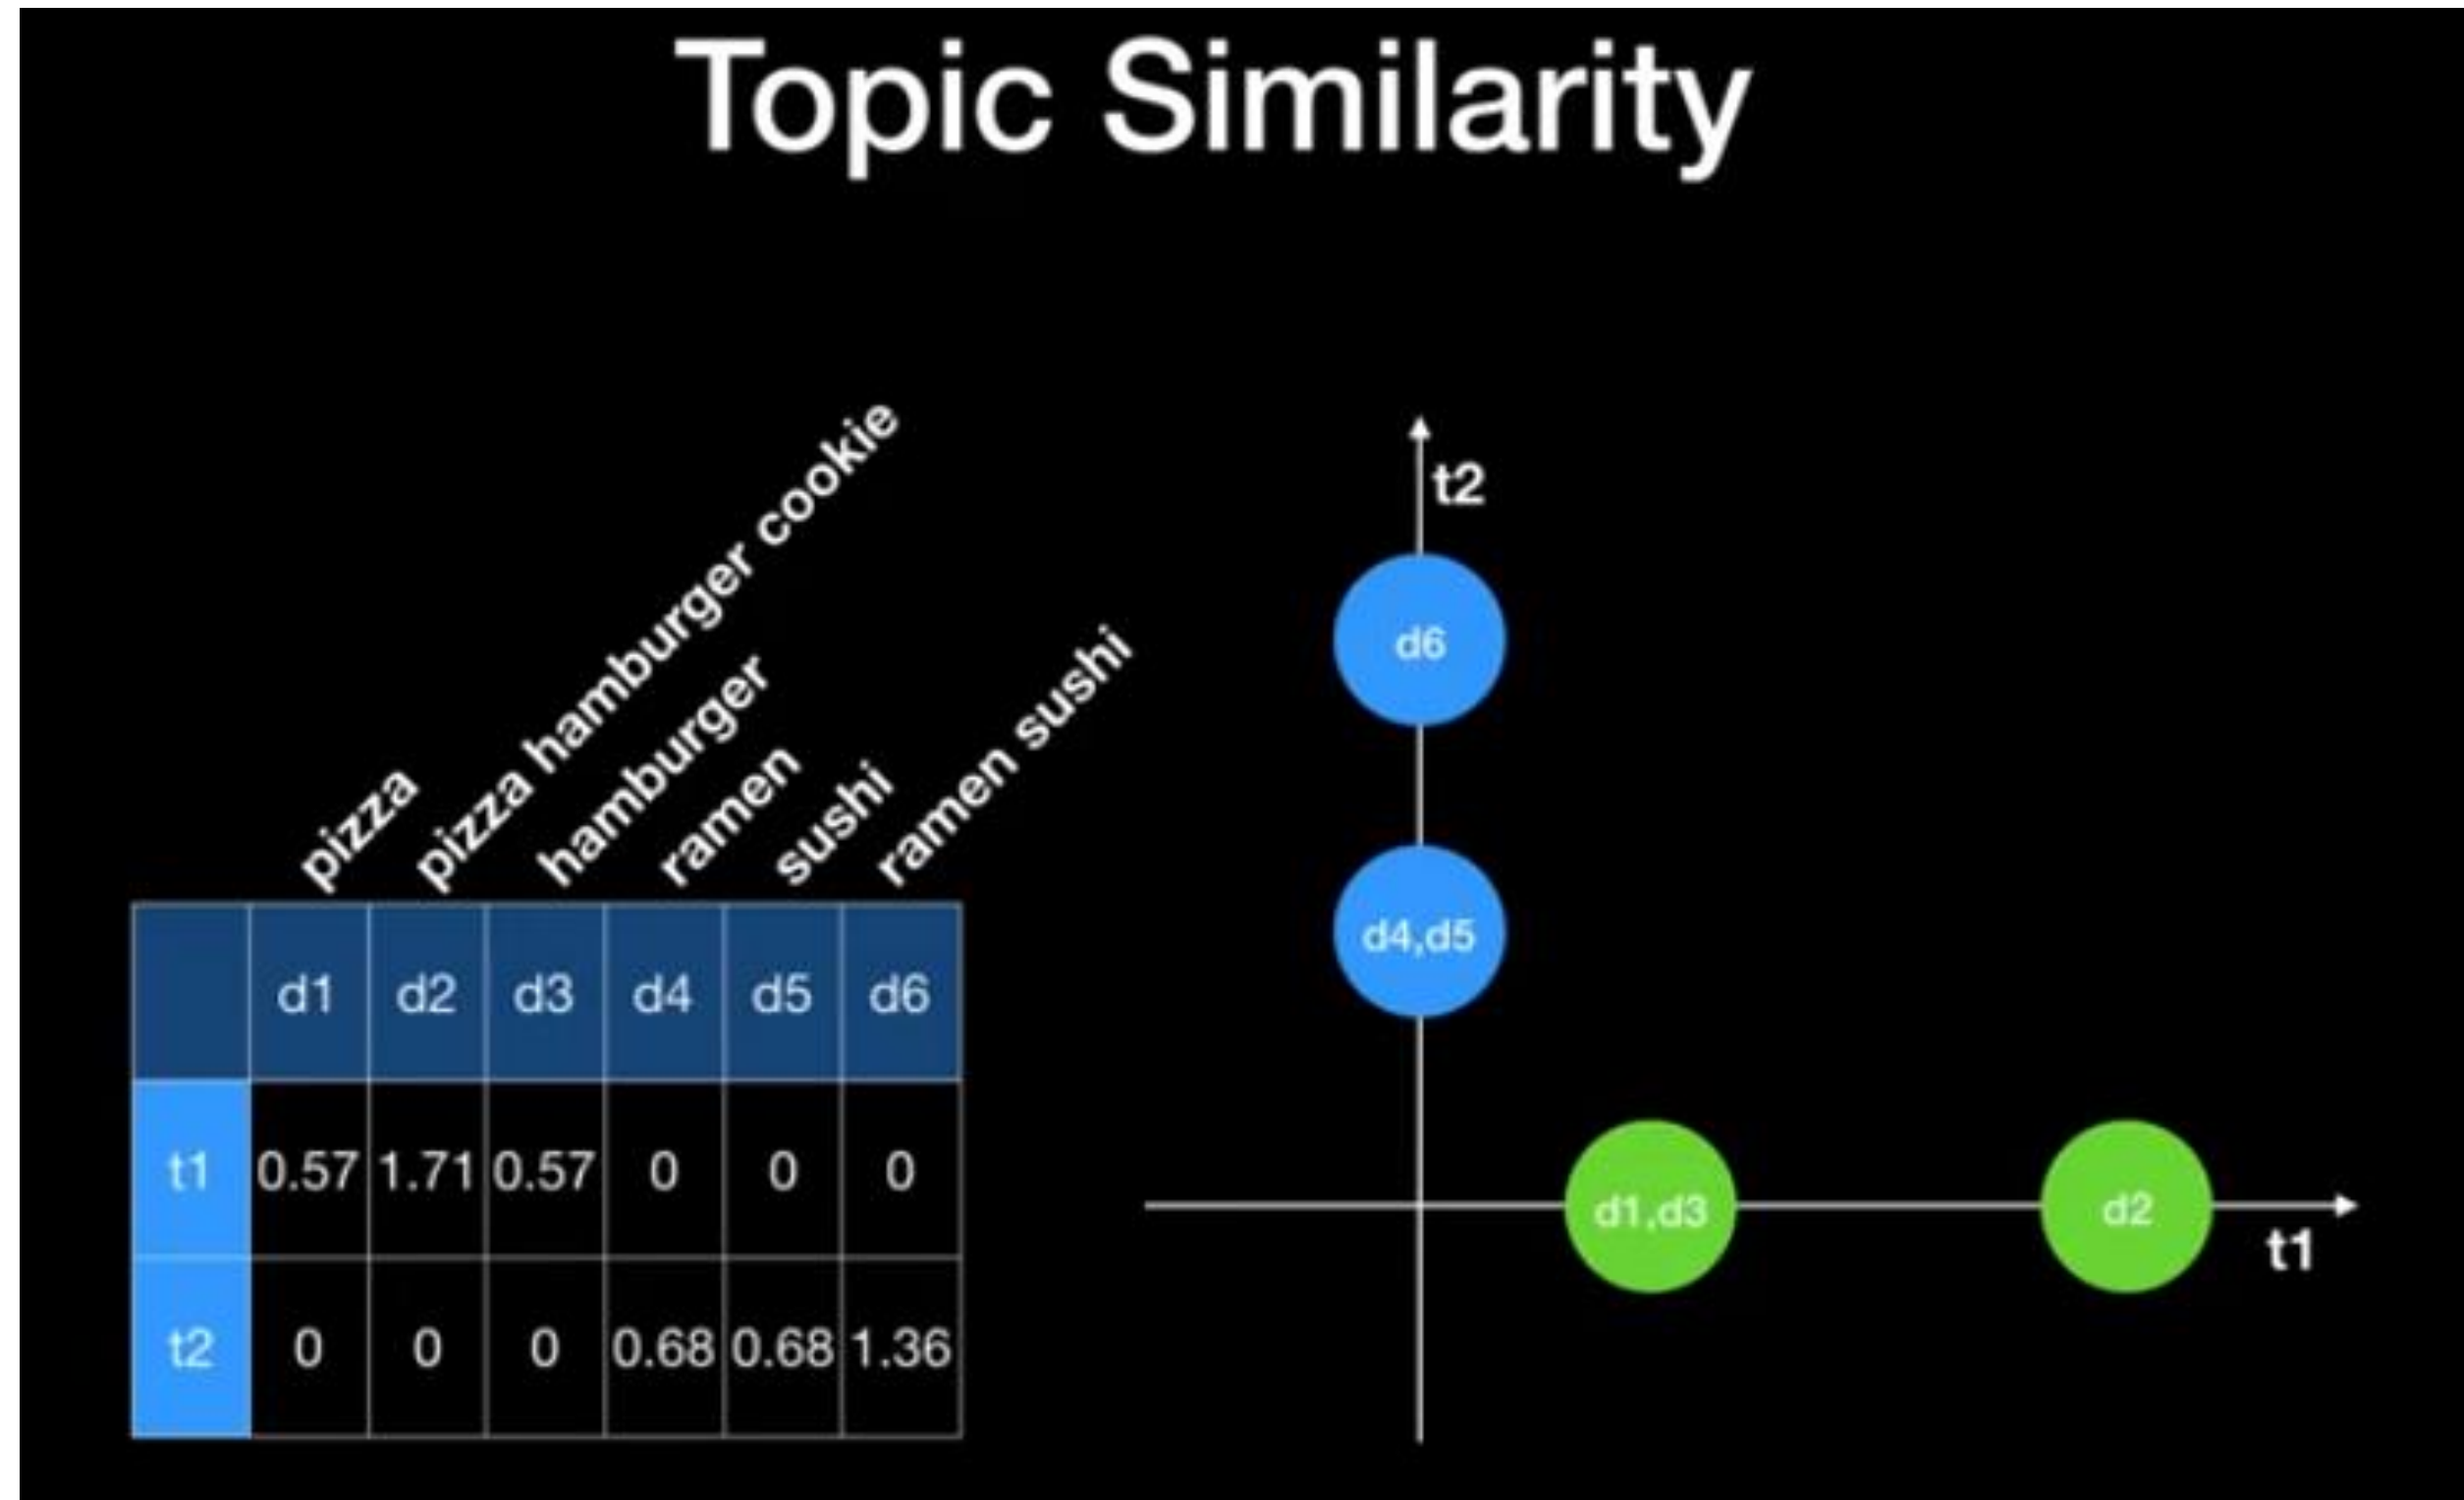 Topic Similarity
pizza
pizza hamburger cookie
hamburger
ramen
sushi
ramen sushi
d1 d2 d3 d4 d5 d6
t1 0.57 1.71 0.57 0 0 0
t2 0 0 0 0.68 0.68 1.36
t2
d6
d4,d5
d1,d3
d2
t1